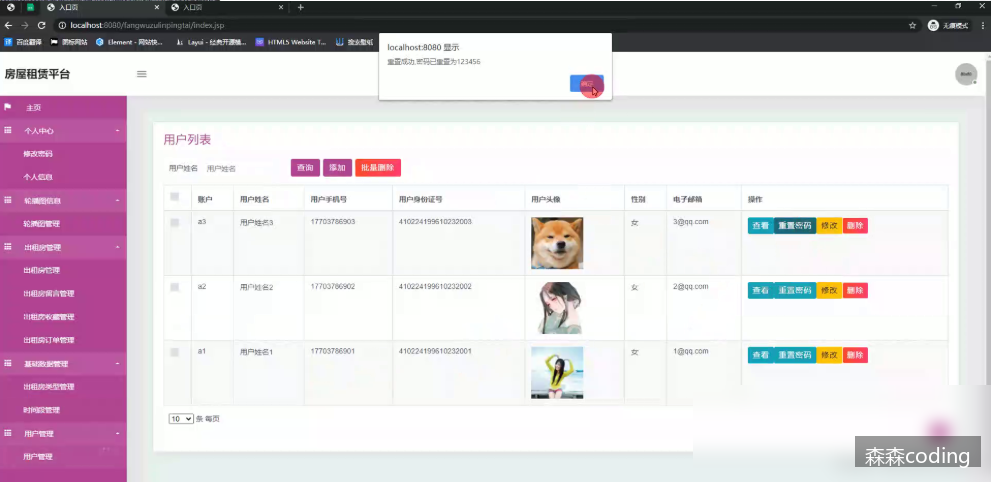 入口页
入口页
localhost:8080/fangwuzulinpingtai/index.jsp
无痕模式
百度翻译
图标网站
Element - 网站快...
Layui - 经典开源模...
HTML5 Website T...
搜索壁纸
localhost:8080 显示
重置成功,密码已重置为123456
房屋租赁平台
主页
个人中心
修改密码
个人信息
轮播图信息
轮播图管理
出租房管理
出租房管理
出租房留言管理
出租房收藏管理
出租房订单管理
基础数据管理
出租房类型管理
时间段管理
用户管理
用户管理
用户列表
用户姓名 用户姓名 查询 添加 批量删除
账户 用户姓名 用户手机号 用户身份证号 用户头像 性别 电子邮箱 操作
a3 用户姓名3 17703786903 410224199610232003 女 3@qq.com 查看 重置密码 修改 删除
a2 用户姓名2 17703786902 410224199610232002 女 2@qq.com 查看 重置密码 修改 删除
a1 用户姓名1 17703786901 410224199610232001 女 1@qq.com 查看 重置密码 修改 删除
10 条 每页
森森coding